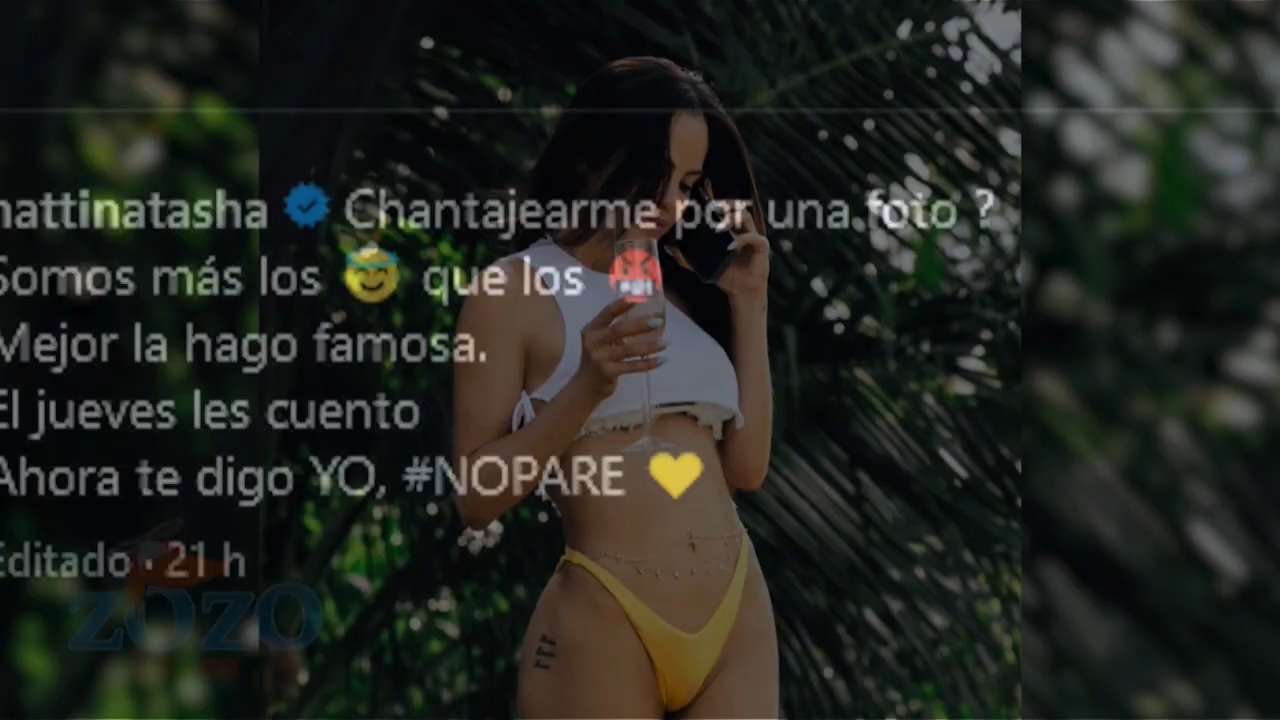 nattinatasha Chantajearme por una foto ?
Somos más los 😇 que los 🤬
Mejor la hago famosa.
El jueves les cuento
Ahora te digo YO, #NOPARE 💛
Editado · 21 h
zozo